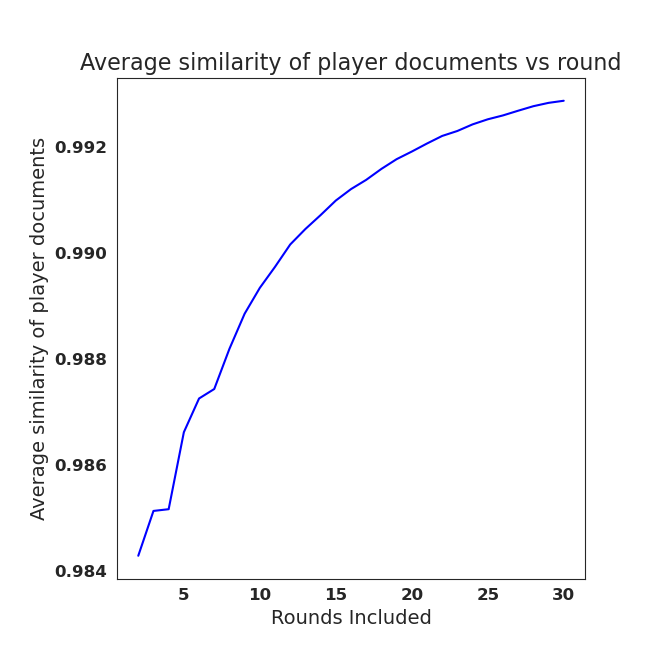 Average similarity of player documents vs round
Average similarity of player documents
0.992
0.990
0.988
0.986
0.984
5 10 15 20 25 30
Rounds Included